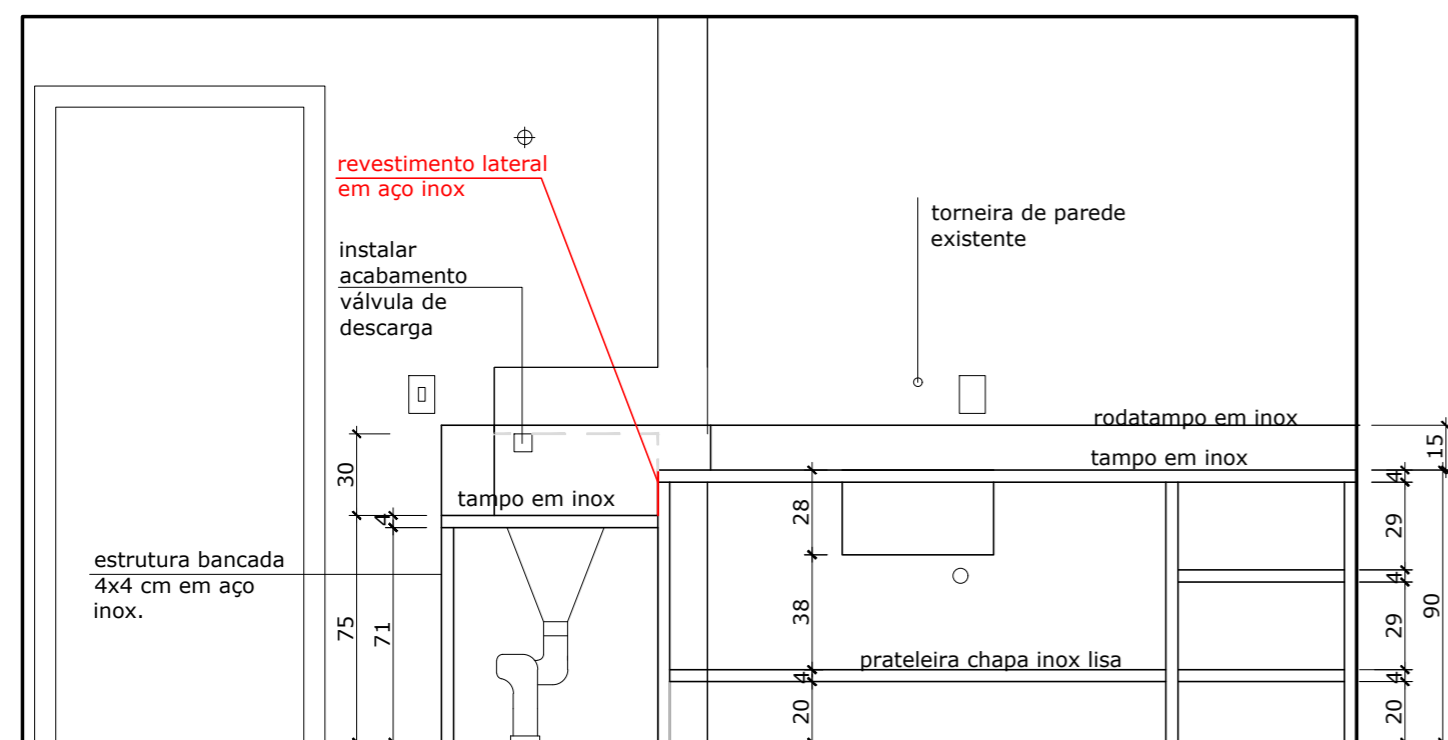 revestimento lateral
em aço inox
instalar
acabamento
válvula de
descarga
torneira de parede
existente
rodatampo em inox
tampo em inox
tampo em inox
estrutura bancada
4x4 cm em aço
inox.
prateleira chapa inox lisa
30
4
75
71
28
38
4
20
15
4
29
4
29
4
20
90